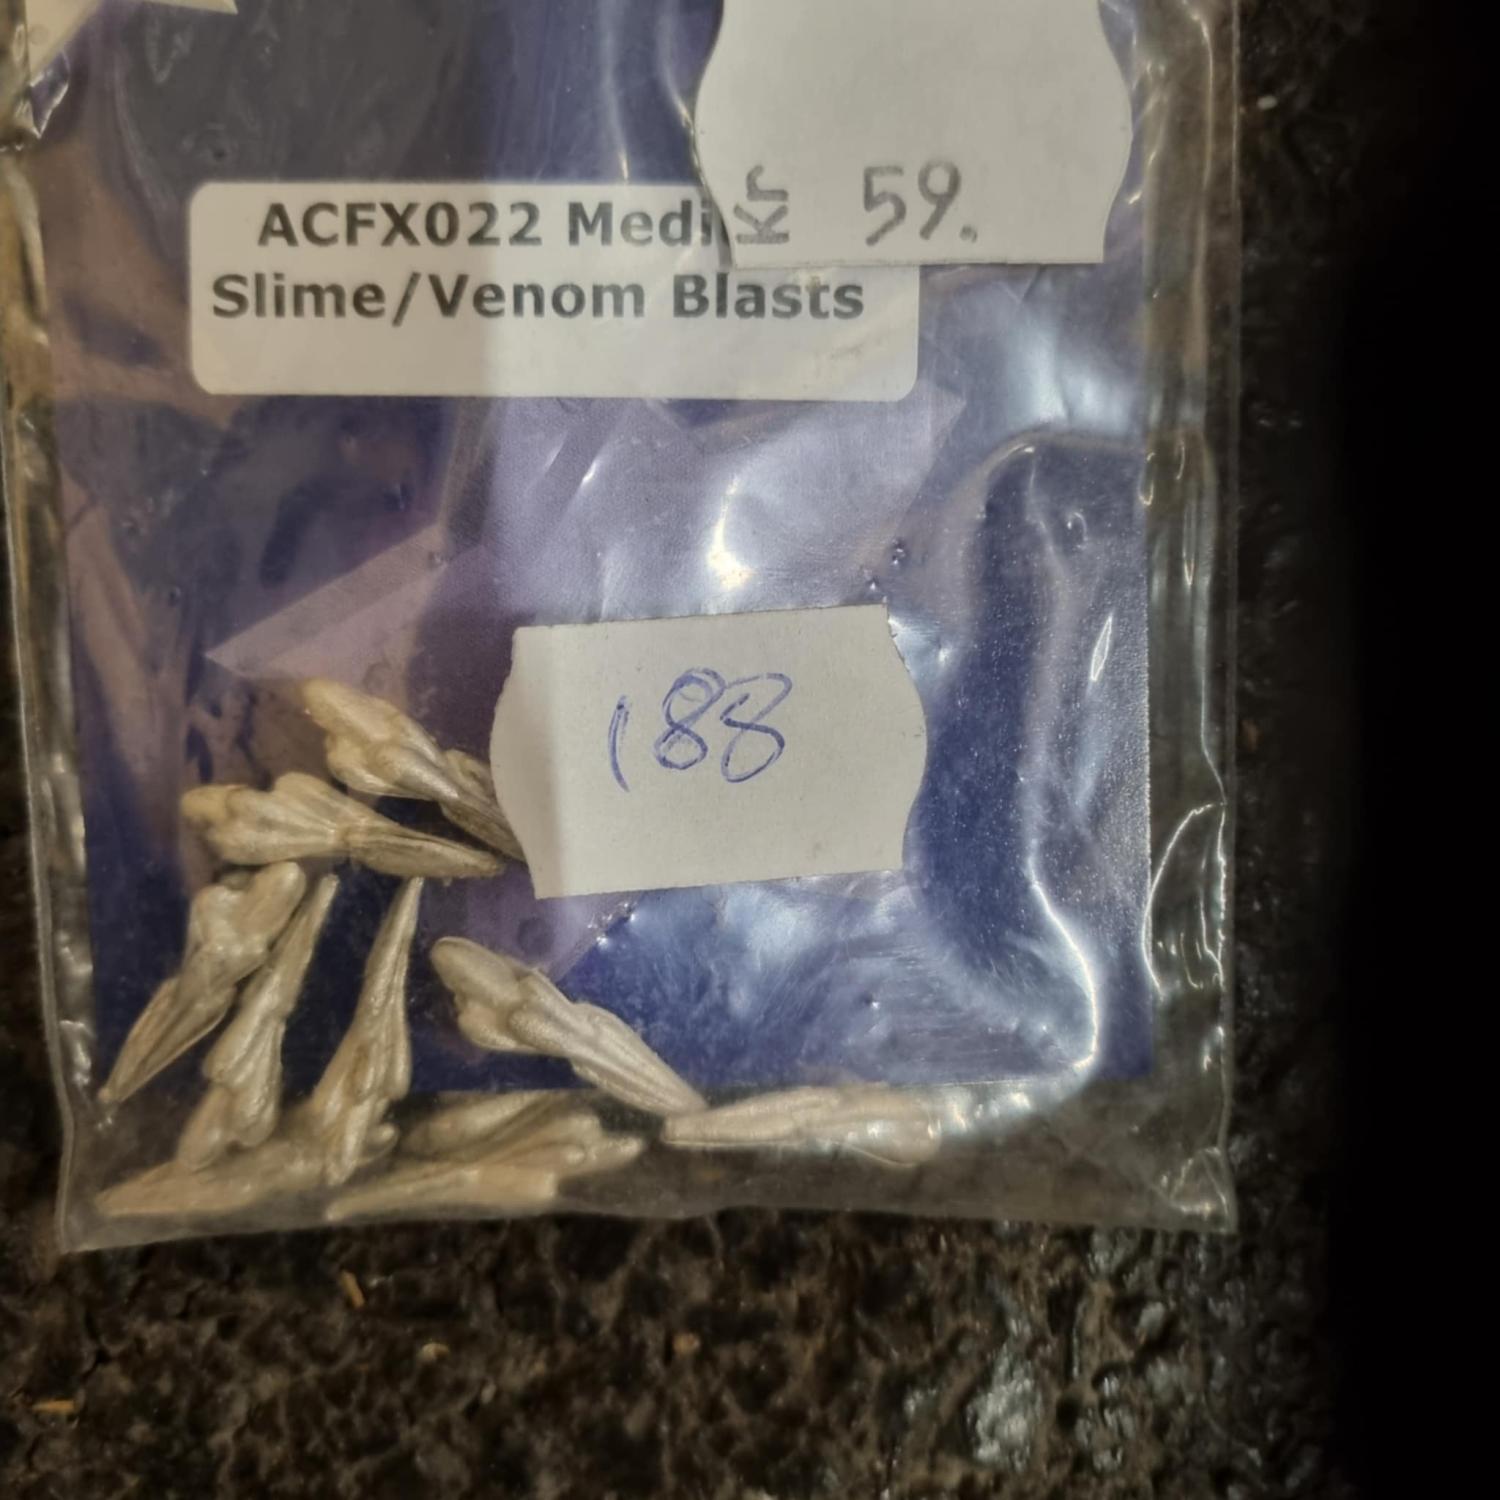 Kr 59.
ACFX022 Medi
Slime/Venom Blasts
188